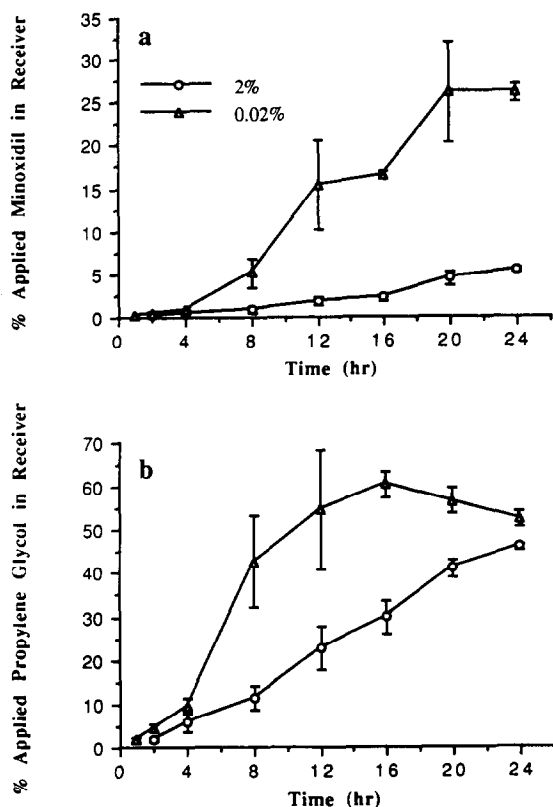 a
2%
0.02%
% Applied Minoxidil in Receiver
35
30
25
20
15
10
5
0
0 4 8 12 16 20 24
Time (hr)
b
% Applied Propylene Glycol in Receiver
70
60
50
40
30
20
10
0
0 4 8 12 16 20 24
Time (hr)